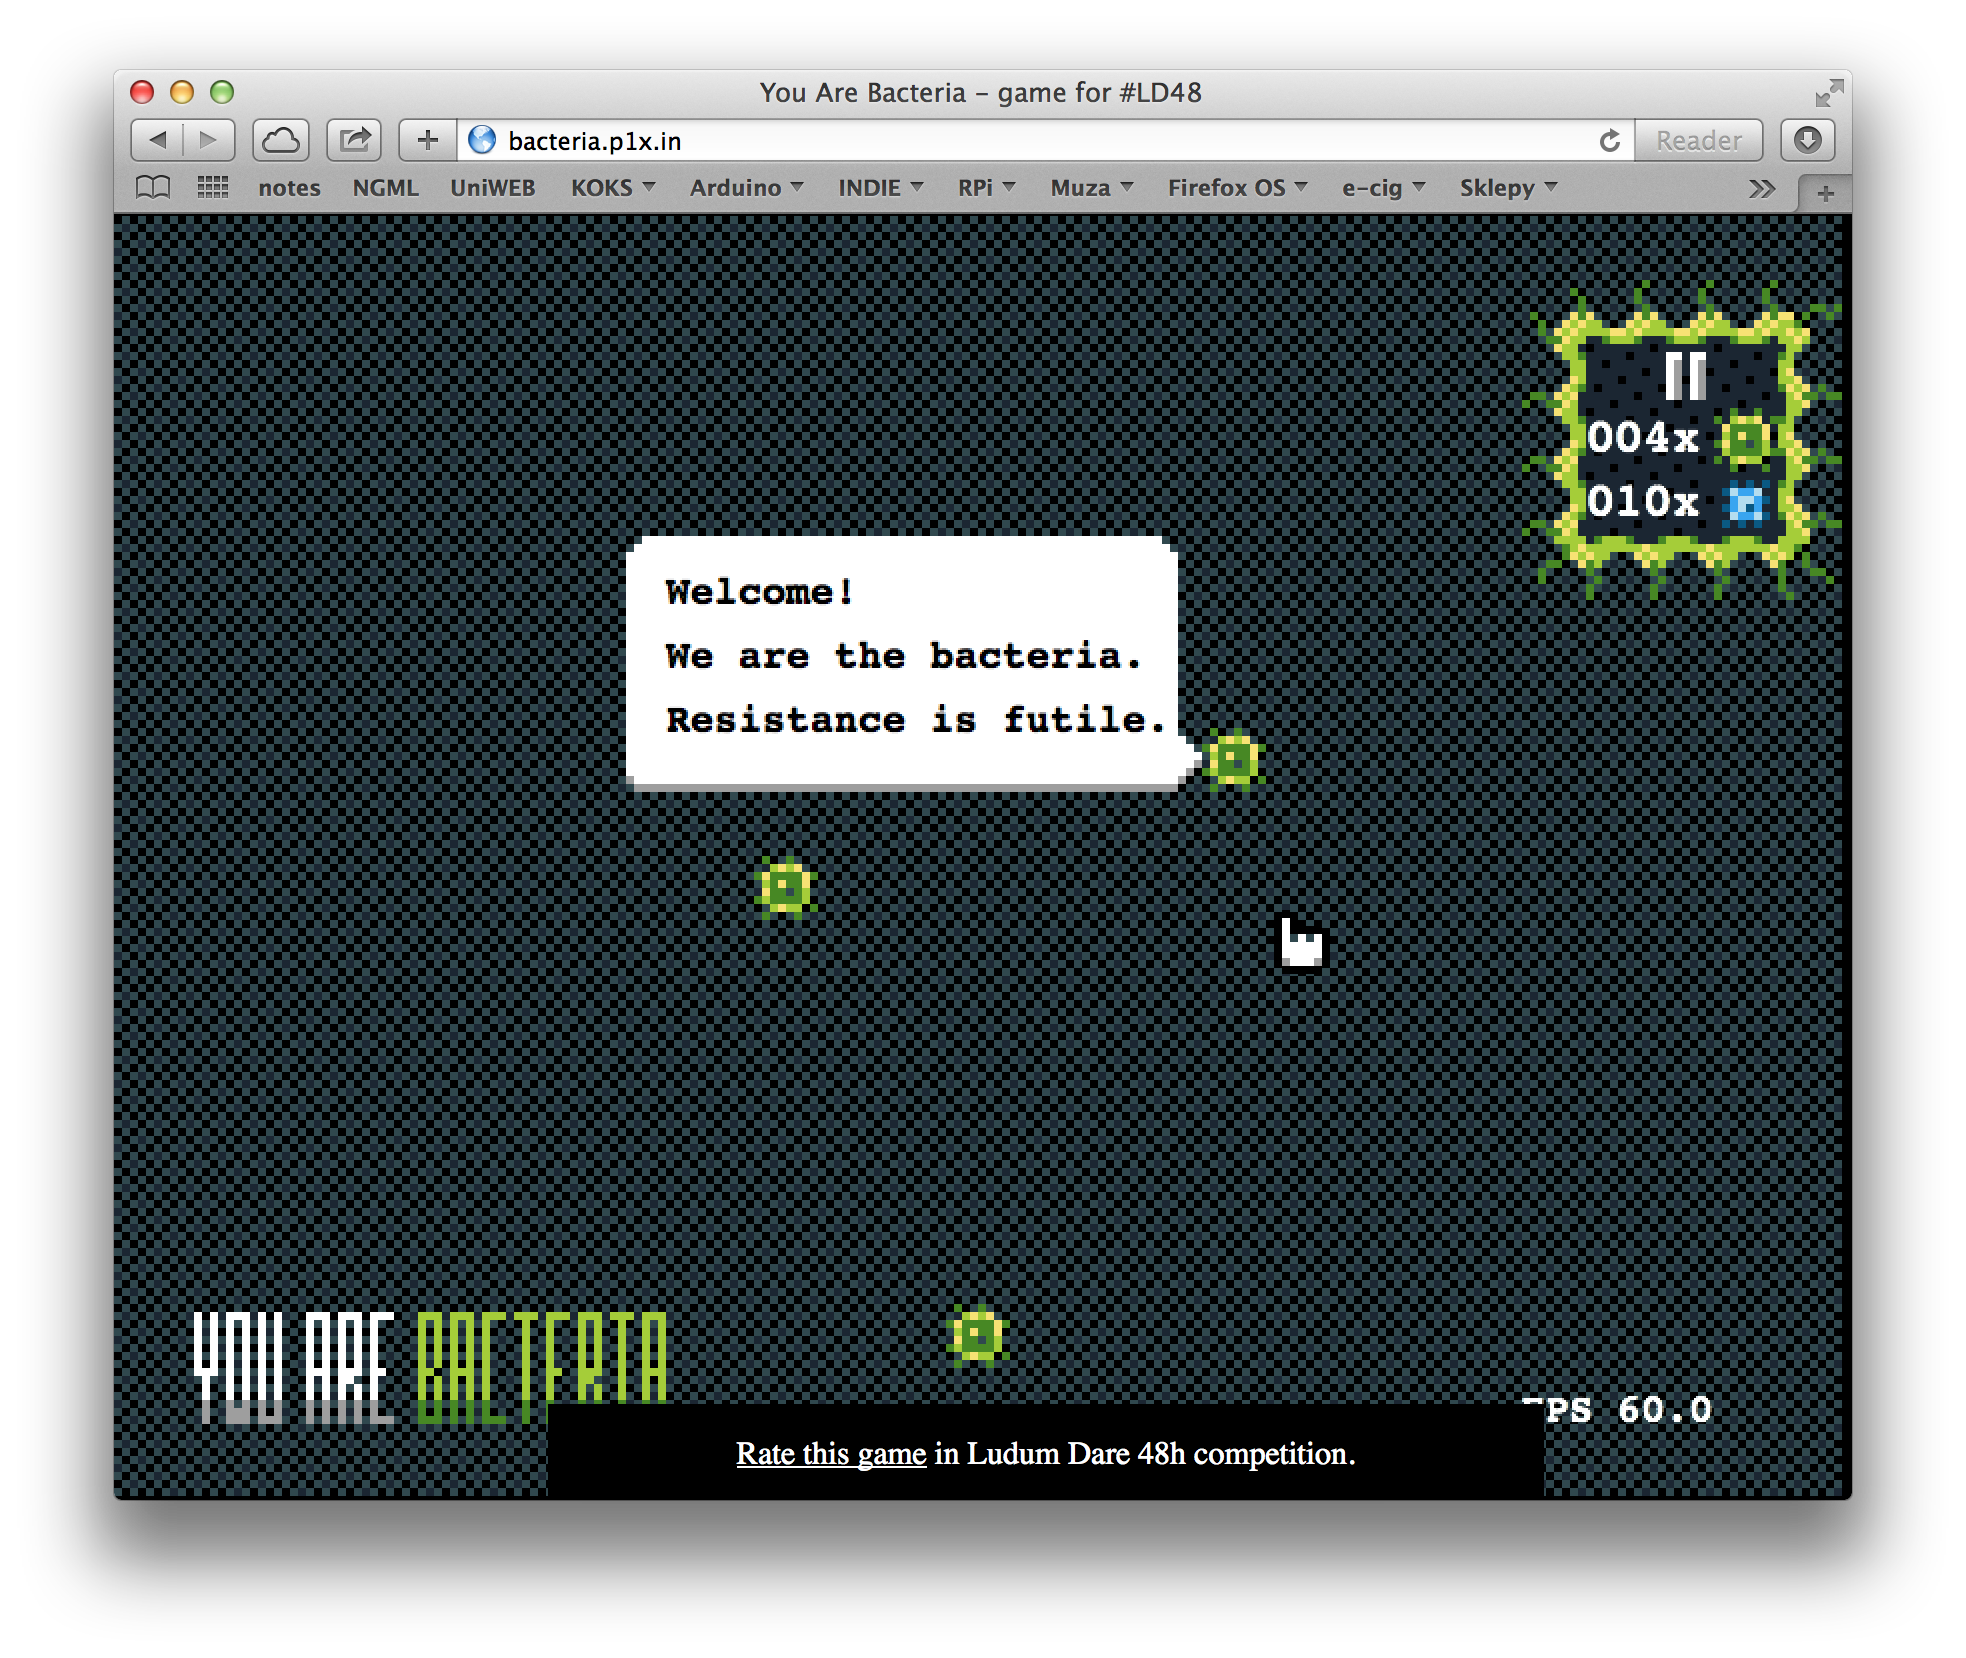 You Are Bacteria – game for #LD48
bacteria.p1x.in
Reader
notes NGML UniWEB KOKS Arduino INDIE RPi Muza Firefox OS e-cig Sklepy
004x
010x
Welcome!
We are the bacteria.
Resistance is futile.
YOU ARE BACTERIA
FPS 60.0
Rate this game in Ludum Dare 48h competition.